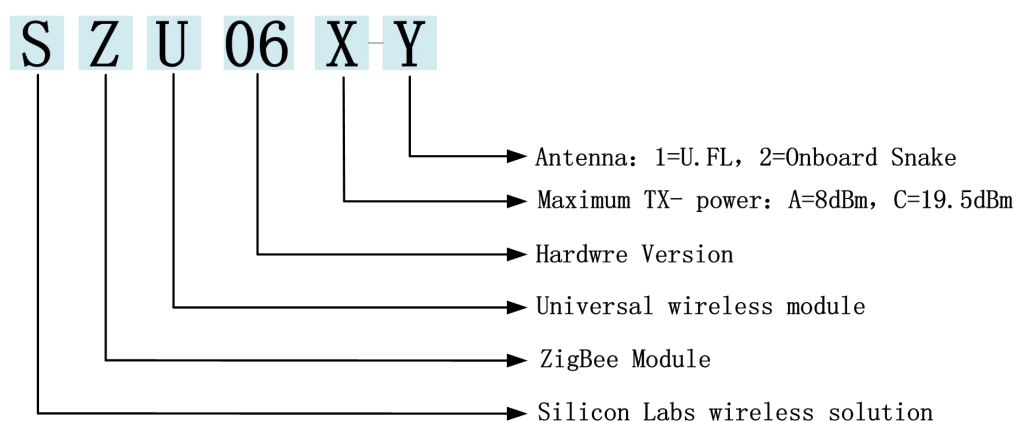 SZU06X-Y
Antenna: 1=U.FL, 2=Onboard Snake
Maximum TX- power: A=8dBm, C=19.5dBm
Hardwre Version
Universal wireless module
ZigBee Module
Silicon Labs wireless solution